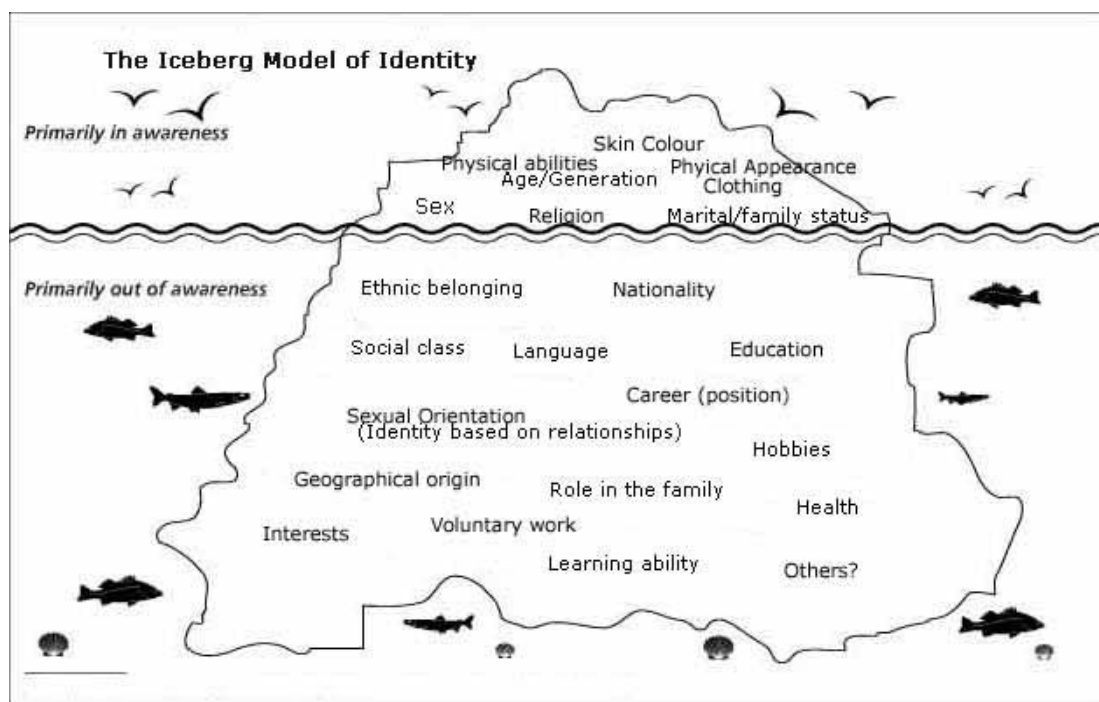 The Iceberg Model of Identity
Primarily in awareness
Skin Colour
Physical abilities
Phyical Appearance
Age/Generation
Clothing
Sex
Religion
Marital/family status
Primarily out of awareness
Ethnic belonging
Nationality
Social class
Language
Education
Career (position)
Sexual Orientation
(Identity based on relationships)
Hobbies
Geographical origin
Role in the family
Health
Interests
Voluntary work
Learning ability
Others?